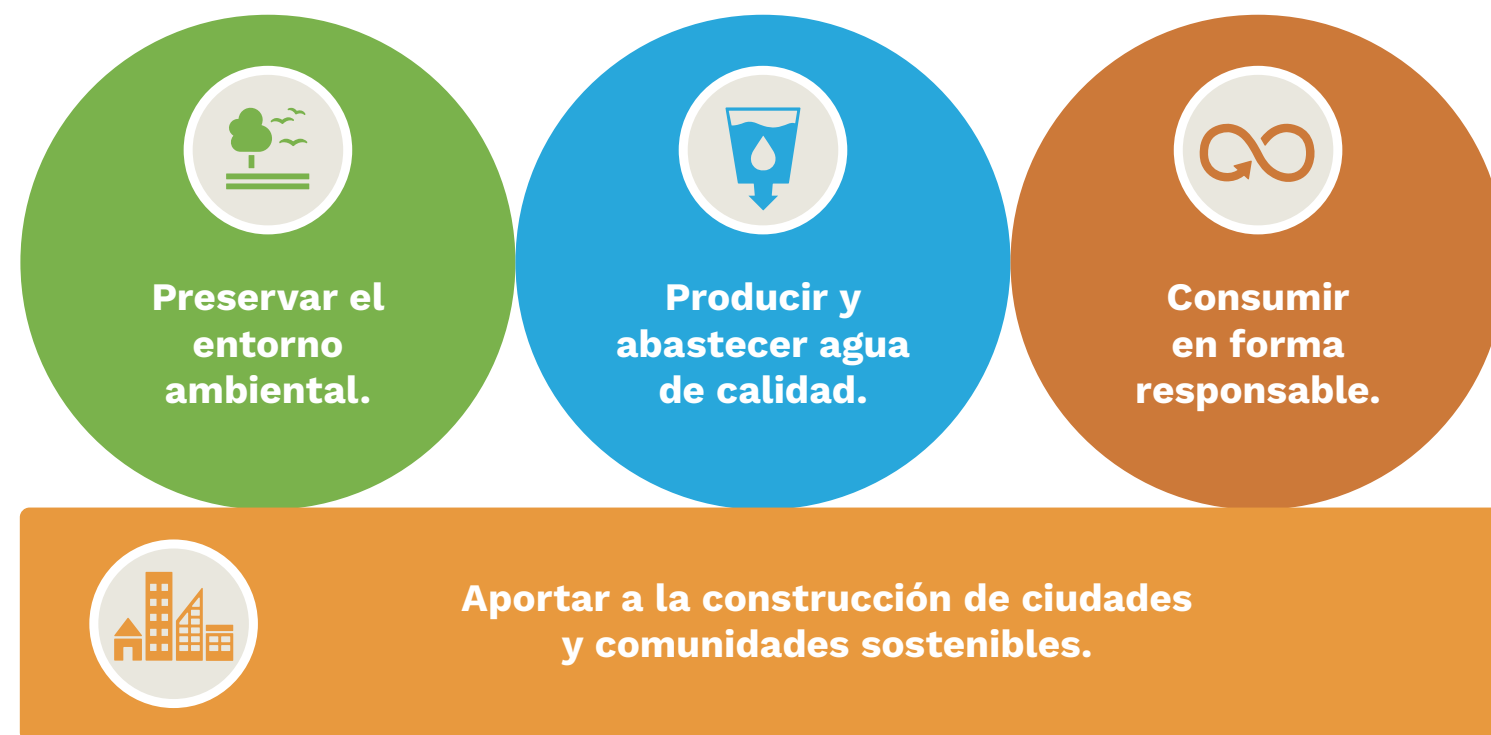 Preservar el
entorno
ambiental.
Producir y
abastecer agua
de calidad.
Consumir
en forma
responsable.
Aportar a la construcción de ciudades
y comunidades sostenibles.